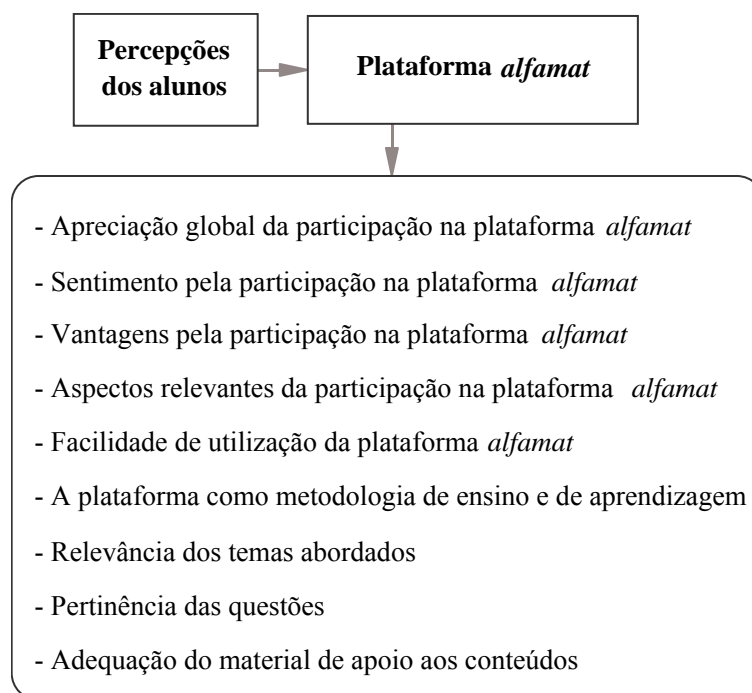 Percepções
dos alunos
Plataforma alfamat
- Apreciação global da participação na plataforma alfamat
- Sentimento pela participação na plataforma alfamat
- Vantagens pela participação na plataforma alfamat
- Aspectos relevantes da participação na plataforma alfamat
- Facilidade de utilização da plataforma alfamat
- A plataforma como metodologia de ensino e de aprendizagem
- Relevância dos temas abordados
- Pertinência das questões
- Adequação do material de apoio aos conteúdos